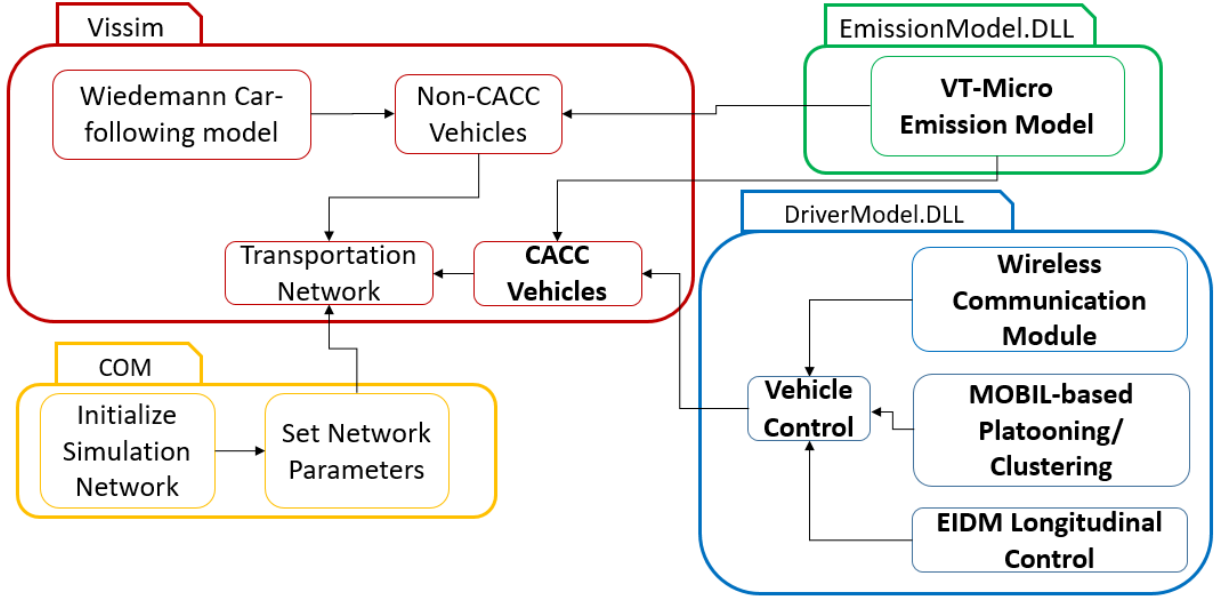 Vissim
Wiedemann Car-
following model
Non-CACC
Vehicles
Transportation
Network
CACC
Vehicles
EmissionModel.DLL
VT-Micro
Emission Model
DriverModel.DLL
Wireless
Communication
Module
Vehicle
Control
MOBIL-based
Platooning/
Clustering
EIDM Longitudinal
Control
COM
Initialize
Simulation
Network
Set Network
Parameters